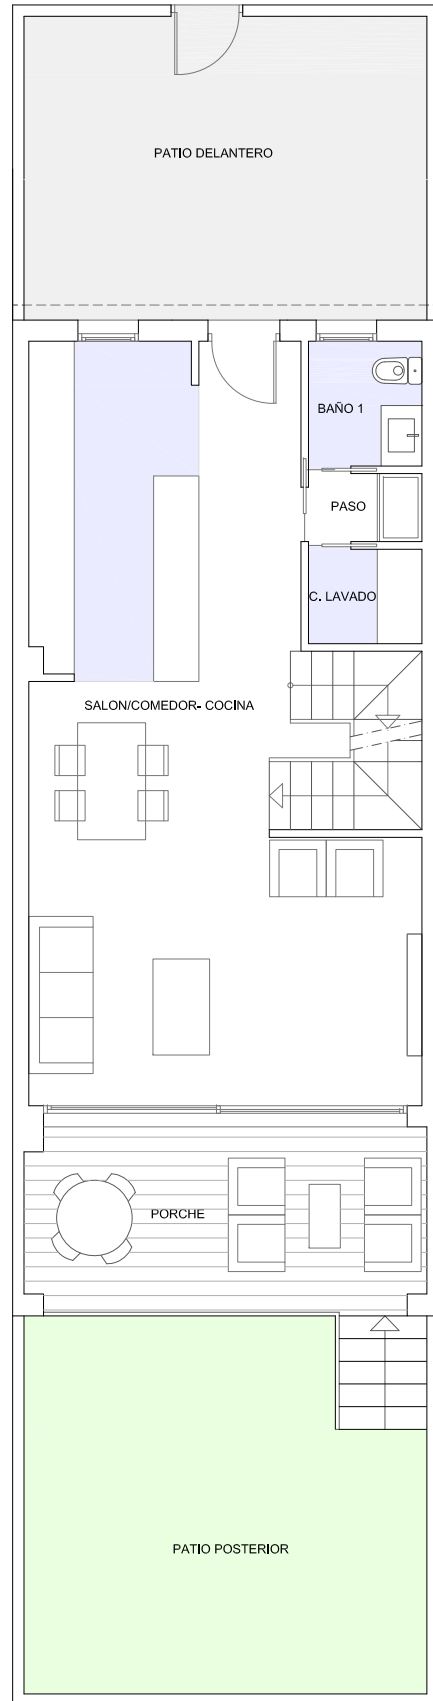 PATIO DELANTERO
BAÑO 1
PASO
C. LAVADO
SALON/COMEDOR- COCINA
PORCHE
PATIO POSTERIOR